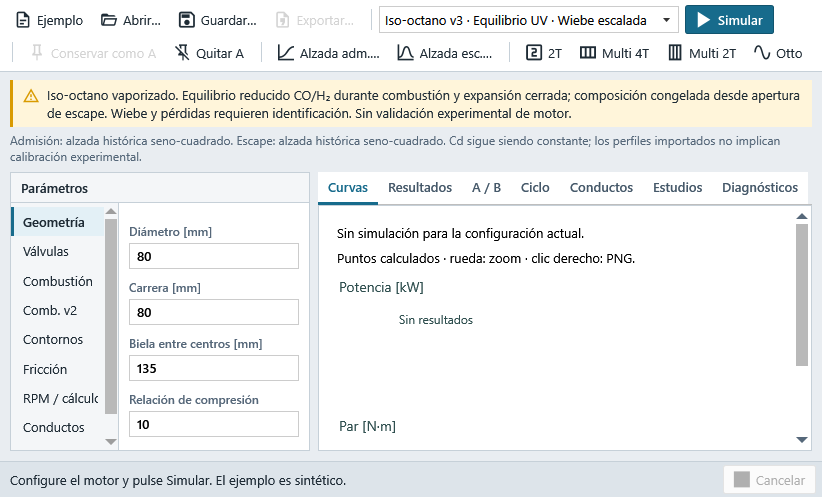 Ejemplo Abrir... Guardar... Exportar... Iso-octano v3 · Equilibrio UV · Wiebe escalada Simular
Conservar como A Quitar A Alzada adm.... Alzada esc.... 2 2T Multi 4T Multi 2T Otto
Iso-octano vaporizado. Equilibrio reducido CO/H₂ durante combustión y expansión cerrada; composición congelada desde apertura
de escape. Wiebe y pérdidas requieren identificación. Sin validación experimental de motor.
Admisión: alzada histórica seno-cuadrado. Escape: alzada histórica seno-cuadrado. Cd sigue siendo constante; los perfiles importados no implican
calibración experimental.
Parámetros
Geometría
Válvulas
Combustión
Comb. v2
Contornos
Fricción
RPM / cálculo
Conductos
Diámetro [mm]
80
Carrera [mm]
80
Biela entre centros [mm]
135
Relación de compresión
10
Curvas Resultados A / B Ciclo Conductos Estudios Diagnósticos
Sin simulación para la configuración actual.
Puntos calculados · rueda: zoom · clic derecho: PNG.
Potencia [kW]
Sin resultados
Par [N·m]
Configure el motor y pulse Simular. El ejemplo es sintético. Cancelar